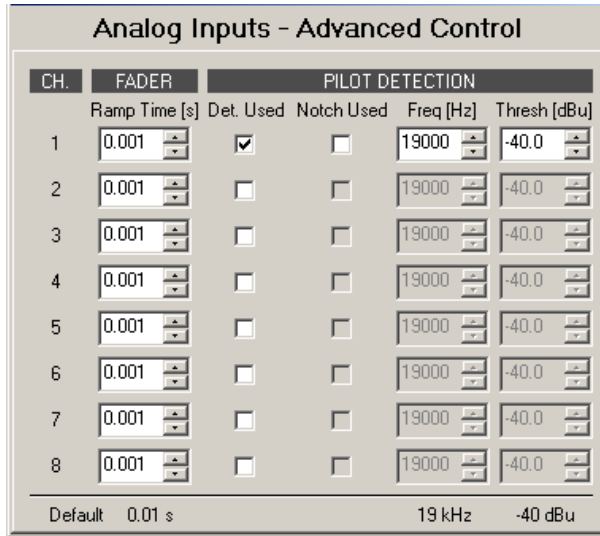 Analog Inputs - Advanced Control
CH. FADER PILOT DETECTION
Ramp Time [s] Det. Used Notch Used Freq [Hz] Thresh [dBu]
1 0.001 19000 -40.0
2 0.001 19000 -40.0
3 0.001 19000 -40.0
4 0.001 19000 -40.0
5 0.001 19000 -40.0
6 0.001 19000 -40.0
7 0.001 19000 -40.0
8 0.001 19000 -40.0
Default 0.01 s 19 kHz -40 dBu